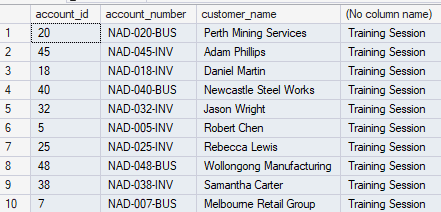 account_id account_number customer_name (No column name)
1 20 NAD-020-BUS Perth Mining Services Training Session
2 45 NAD-045-INV Adam Phillips Training Session
3 18 NAD-018-INV Daniel Martin Training Session
4 40 NAD-040-BUS Newcastle Steel Works Training Session
5 32 NAD-032-INV Jason Wright Training Session
6 5 NAD-005-INV Robert Chen Training Session
7 25 NAD-025-INV Rebecca Lewis Training Session
8 48 NAD-048-BUS Wollongong Manufacturing Training Session
9 38 NAD-038-INV Samantha Carter Training Session
10 7 NAD-007-BUS Melbourne Retail Group Training Session